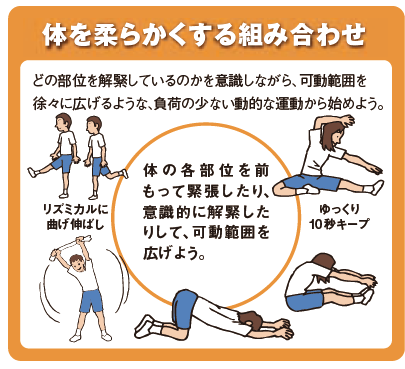 体を柔らかくする組み合わせ
どの部位を解緊しているのかを意識しながら、可動範囲を
徐々に広げるような、負荷の少ない動的な運動から始めよう。
リズミカルに
曲げ伸ばし
体の各部位を前
もって緊張したり、
意識的に解緊した
りして、可動範囲を
広げよう。
ゆっくり
10秒キープ